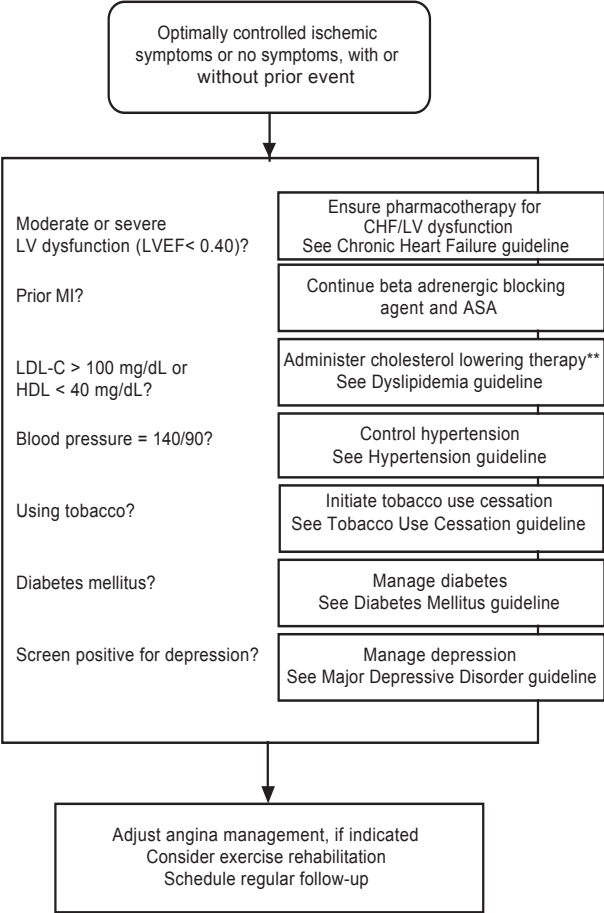 Optimally controlled ischemic
symptoms or no symptoms, with or
without prior event
Moderate or severe
LV dysfunction (LVEF< 0.40)?
Ensure pharmacotherapy for
CHF/LV dysfunction
See Chronic Heart Failure guideline
Prior MI?
Continue beta adrenergic blocking
agent and ASA
LDL-C > 100 mg/dL or
HDL < 40 mg/dL?
Administer cholesterol lowering therapy**
See Dyslipidemia guideline
Blood pressure = 140/90?
Control hypertension
See Hypertension guideline
Using tobacco?
Initiate tobacco use cessation
See Tobacco Use Cessation guideline
Diabetes mellitus?
Manage diabetes
See Diabetes Mellitus guideline
Screen positive for depression?
Manage depression
See Major Depressive Disorder guideline
Adjust angina management, if indicated
Consider exercise rehabilitation
Schedule regular follow-up